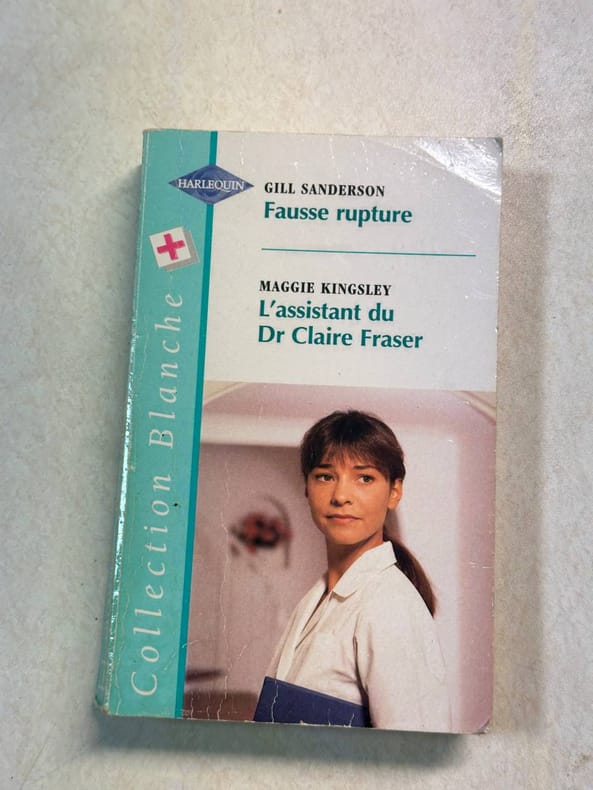 HARLEQUIN
GILL SANDERSON
Fausse rupture
MAGGIE KINGSLEY
L'assistant du
Dr Claire Fraser
Collection Blanche